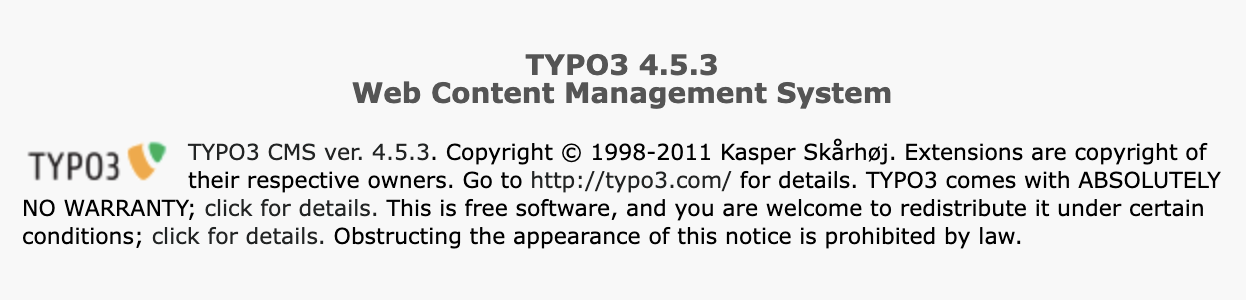 TYPO3 4.5.3
Web Content Management System
TYPO3 TYPO3 CMS ver. 4.5.3. Copyright © 1998-2011 Kasper Skårhøj. Extensions are copyright of
their respective owners. Go to http://typo3.com/ for details. TYPO3 comes with ABSOLUTELY
NO WARRANTY; click for details. This is free software, and you are welcome to redistribute it under certain
conditions; click for details. Obstructing the appearance of this notice is prohibited by law.